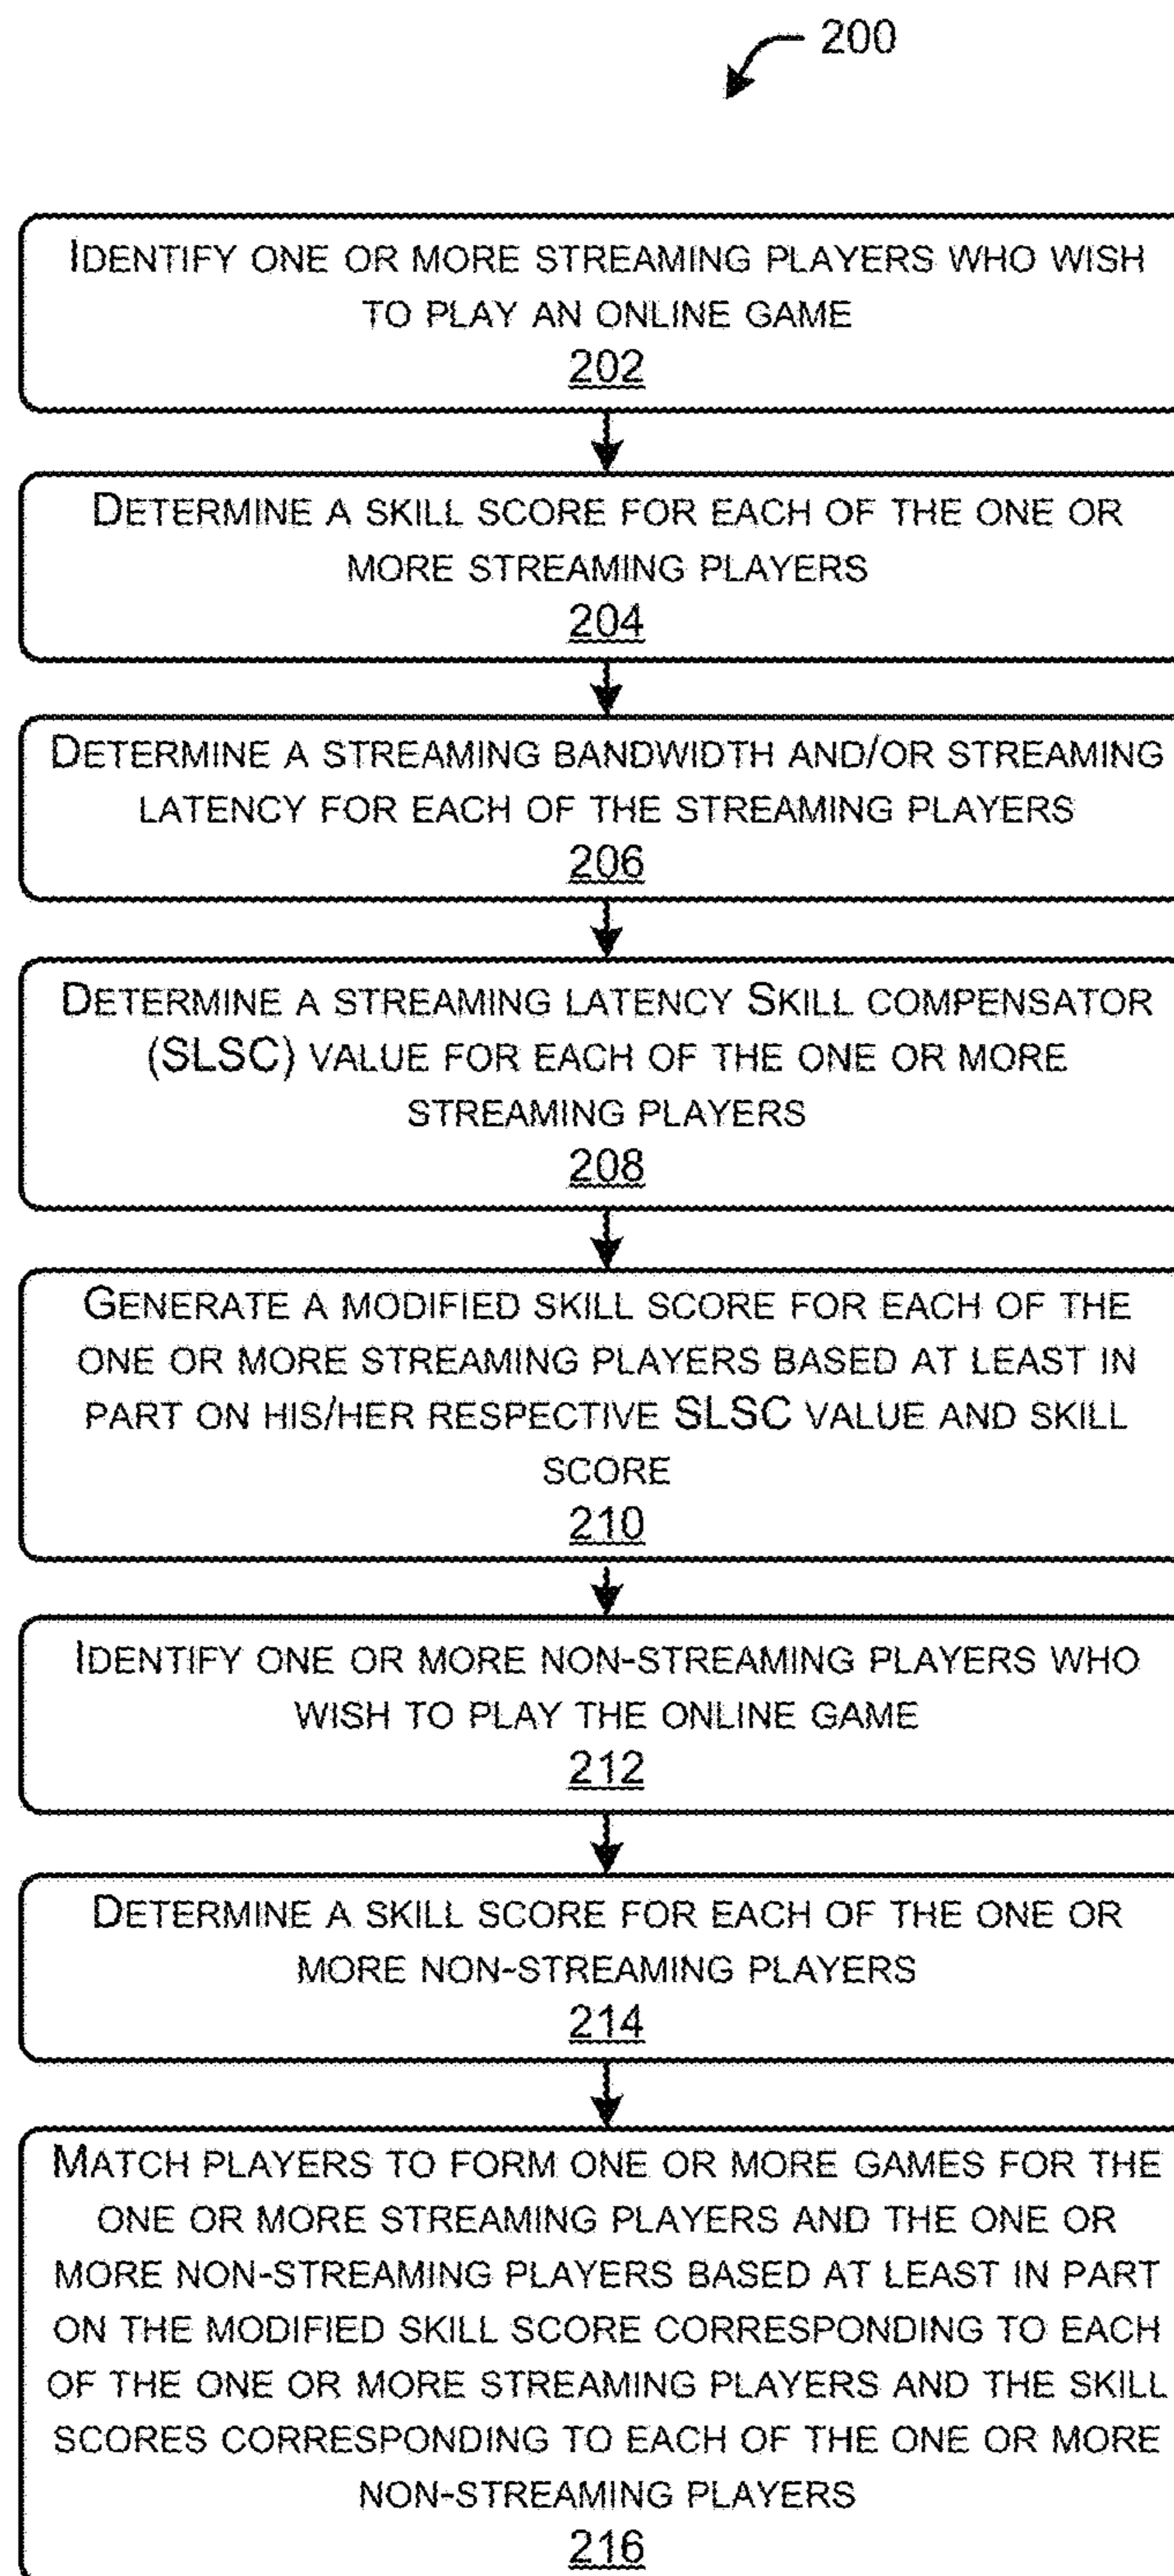 200
IDENTIFY ONE OR MORE STREAMING PLAYERS WHO WISH
TO PLAY AN ONLINE GAME
202
DETERMINE A SKILL SCORE FOR EACH OF THE ONE OR
MORE STREAMING PLAYERS
204
DETERMINE A STREAMING BANDWIDTH AND/OR STREAMING
LATENCY FOR EACH OF THE STREAMING PLAYERS
206
DETERMINE A STREAMING LATENCY SKILL COMPENSATOR
(SLSC) VALUE FOR EACH OF THE ONE OR MORE
STREAMING PLAYERS
208
GENERATE A MODIFIED SKILL SCORE FOR EACH OF THE
ONE OR MORE STREAMING PLAYERS BASED AT LEAST IN
PART ON HIS/HER RESPECTIVE SLSC VALUE AND SKILL
SCORE
210
IDENTIFY ONE OR MORE NON-STREAMING PLAYERS WHO
WISH TO PLAY THE ONLINE GAME
212
DETERMINE A SKILL SCORE FOR EACH OF THE ONE OR
MORE NON-STREAMING PLAYERS
214
MATCH PLAYERS TO FORM ONE OR MORE GAMES FOR THE
ONE OR MORE STREAMING PLAYERS AND THE ONE OR
MORE NON-STREAMING PLAYERS BASED AT LEAST IN PART
ON THE MODIFIED SKILL SCORE CORRESPONDING TO EACH
OF THE ONE OR MORE STREAMING PLAYERS AND THE SKILL
SCORES CORRESPONDING TO EACH OF THE ONE OR MORE
NON-STREAMING PLAYERS
216